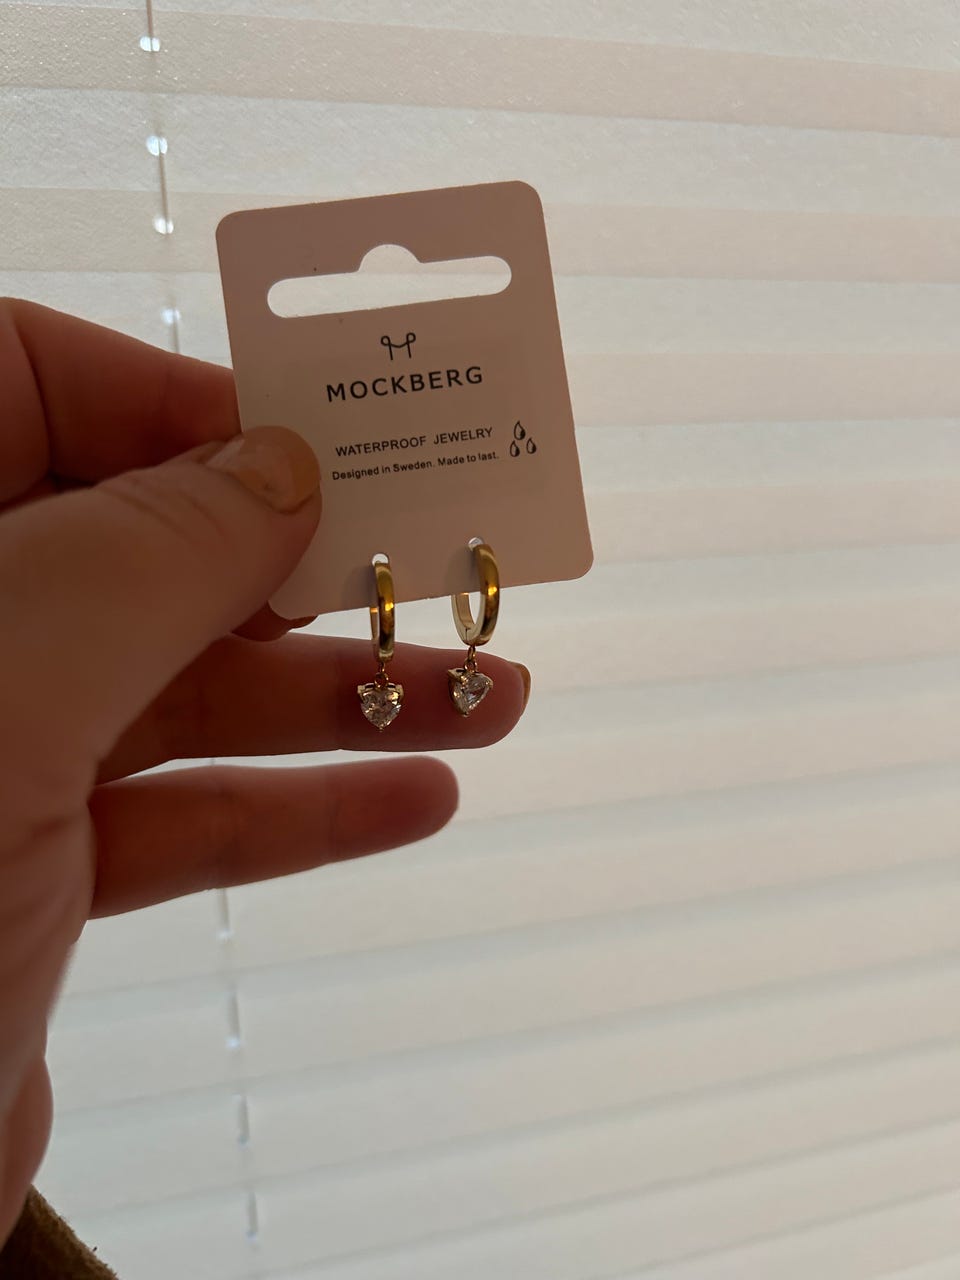 MOCKBERG
WATERPROOF JEWELRY
Designed in Sweden. Made to last.